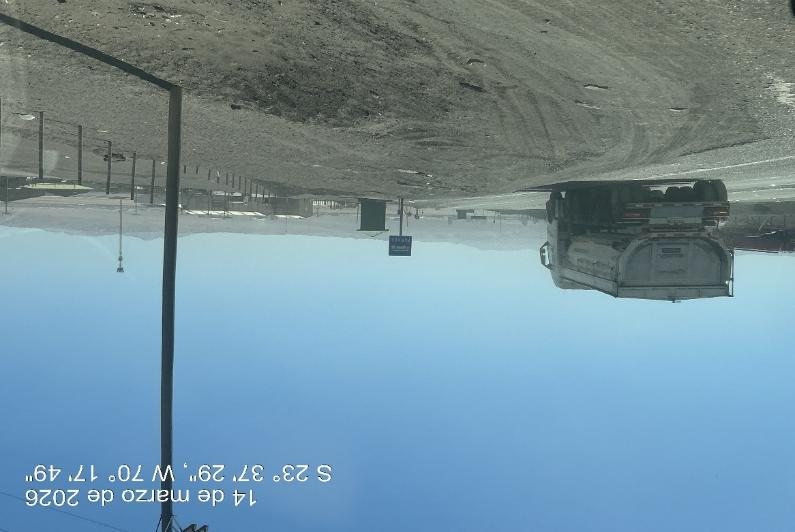 14 de marzo de 2026
S 23° 37' 29", W 70° 17' 49"